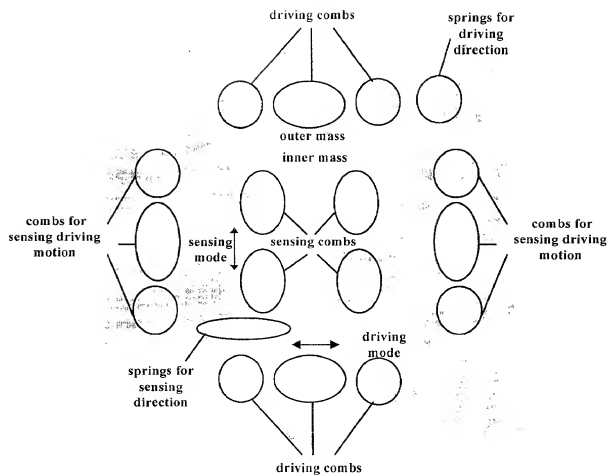 driving combs
springs for
driving
direction
outer mass
inner mass
combs for
sensing driving
motion
sensing
mode
sensing combs
combs for
sensing driving
motion
driving
mode
springs for
sensing
direction
driving combs